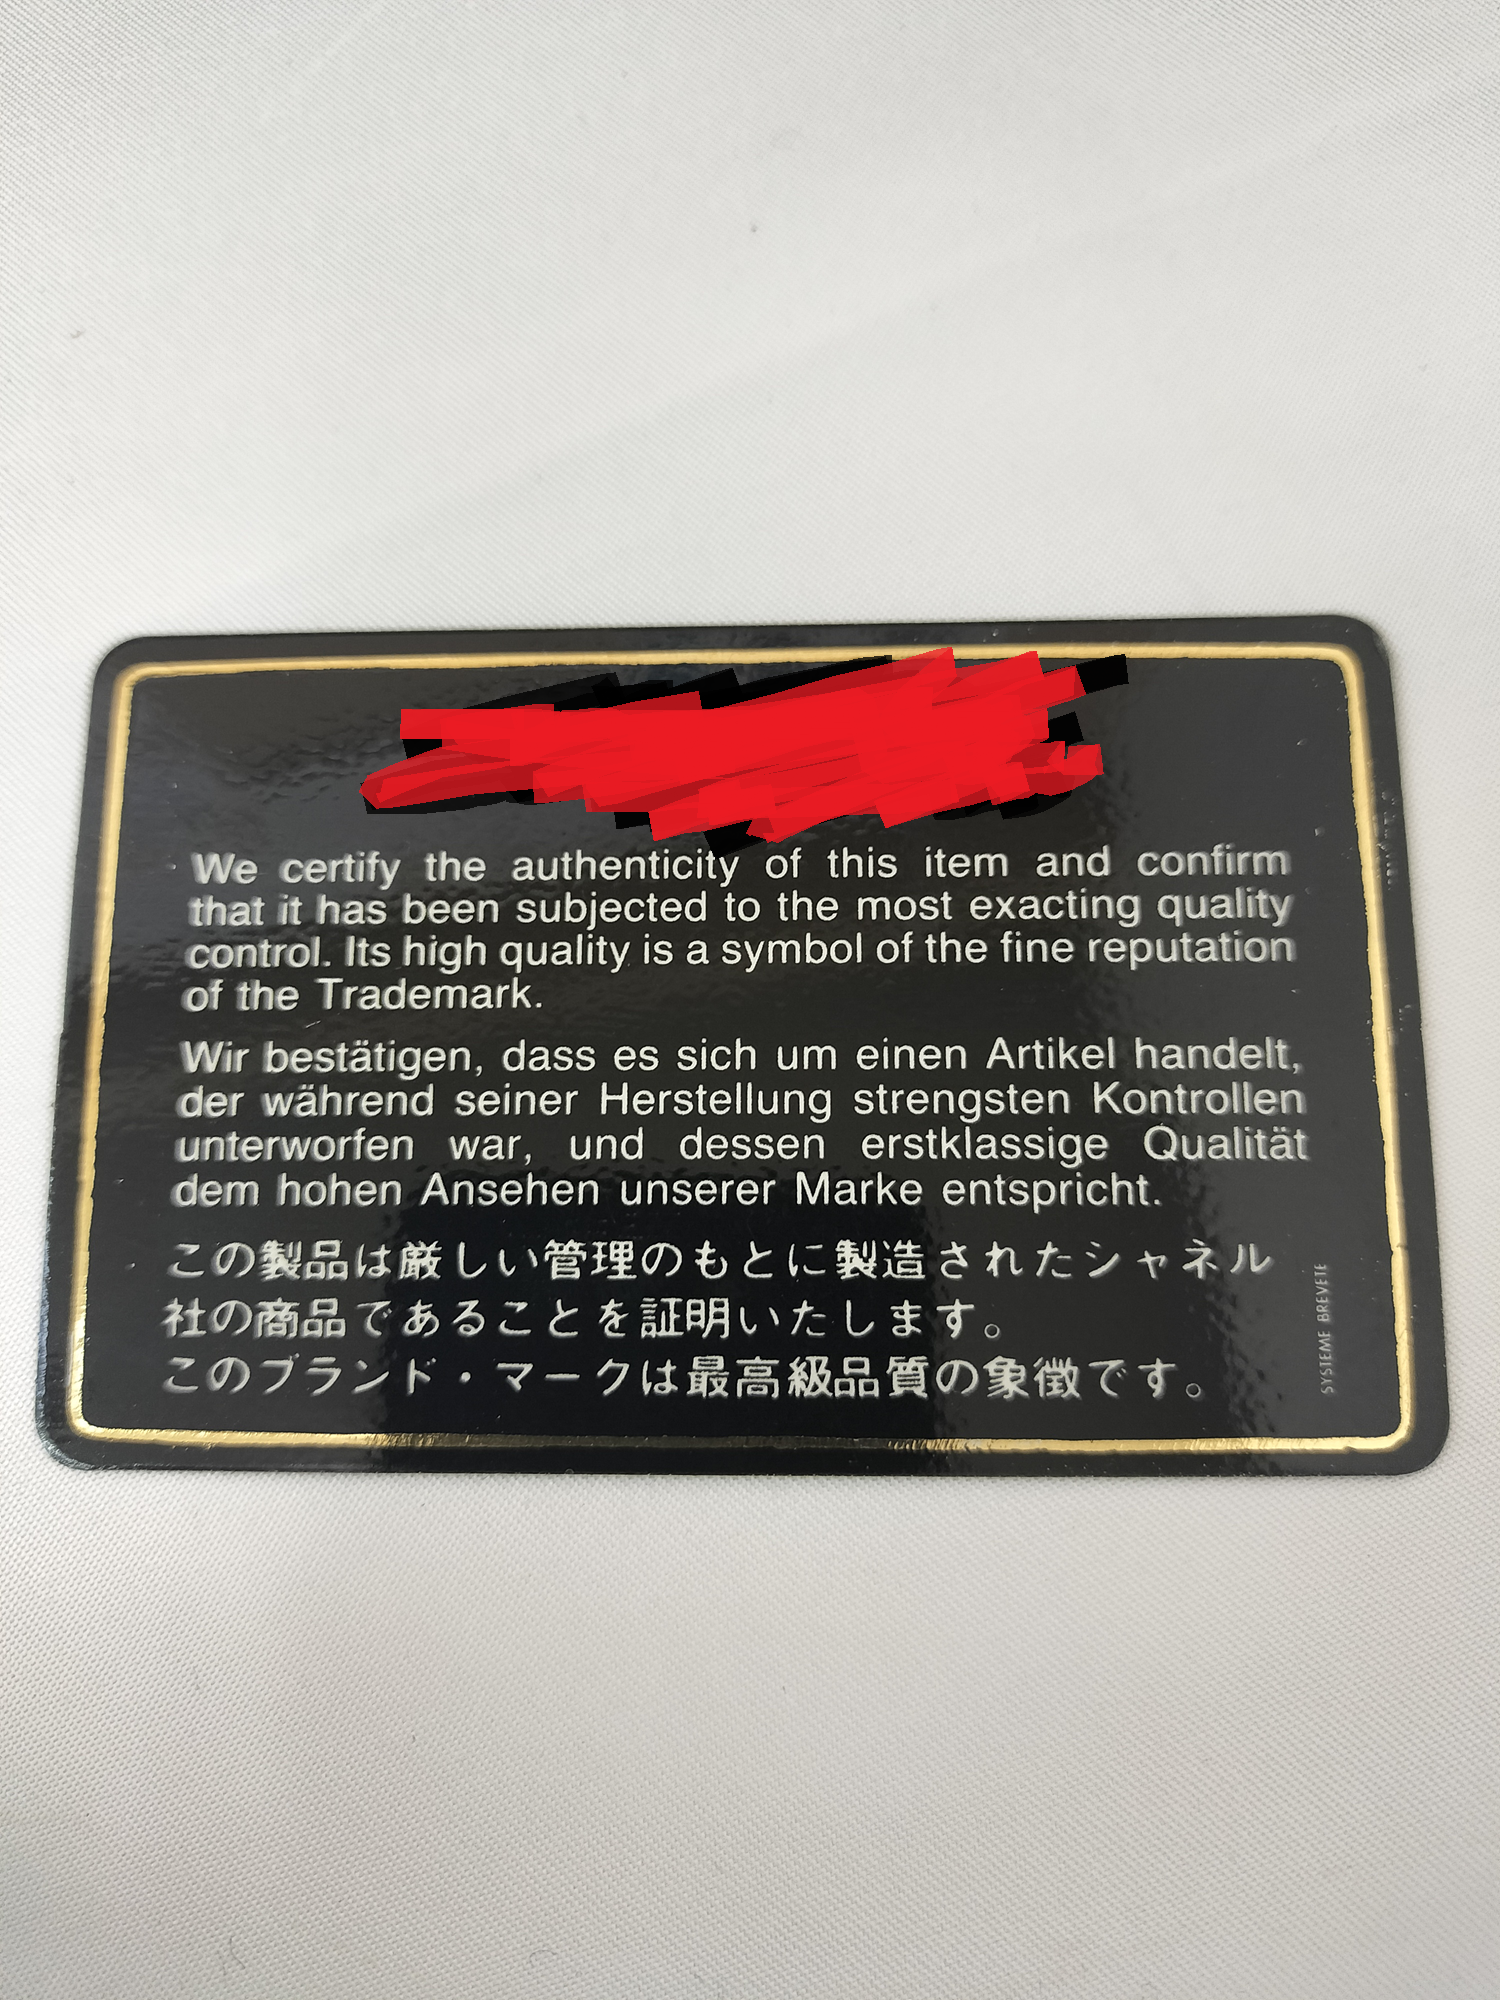 We certify the authenticity of this item and confirm
that it has been subjected to the most exacting quality
control. Its high quality is a symbol of the fine reputation
of the Trademark.
Wir bestätigen, dass es sich um einen Artikel handelt,
der während seiner Herstellung strengsten Kontrollen
unterworfen war, und dessen erstklassige Qualität
dem hohen Ansehen unserer Marke entspricht.
この製品は厳しい管理のもとに製造されたシャネル
社の商品であることを証明いたします。
このブランド・マークは最高級品質の象徴です。
SYSTEME BREVETE